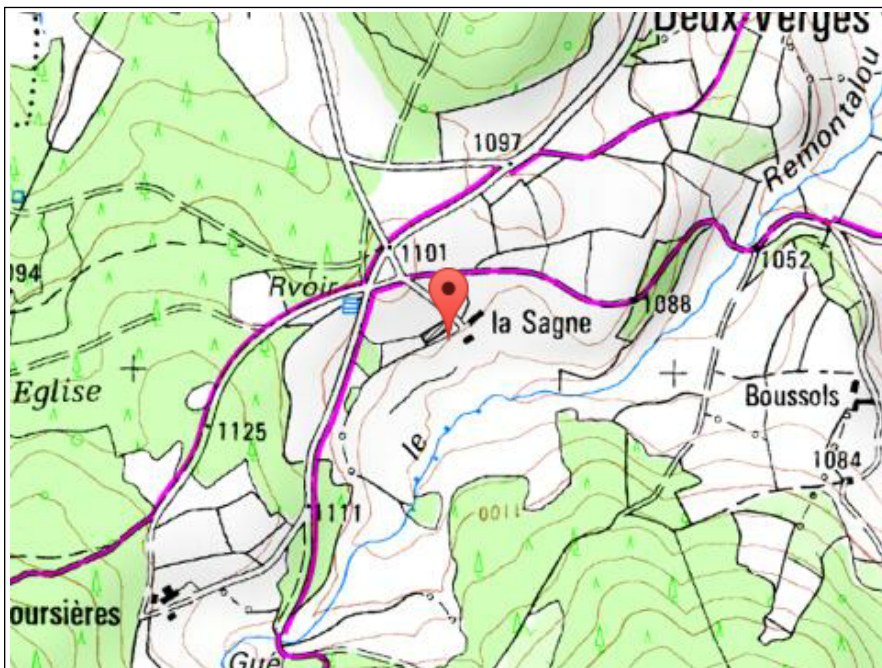 Deux Verges
Remontalou
1097
1101
094
Rvoir
1052
1088
la Sagne
Eglise
Boussols
1125
le
1084
1100
1111
oursières
Gué